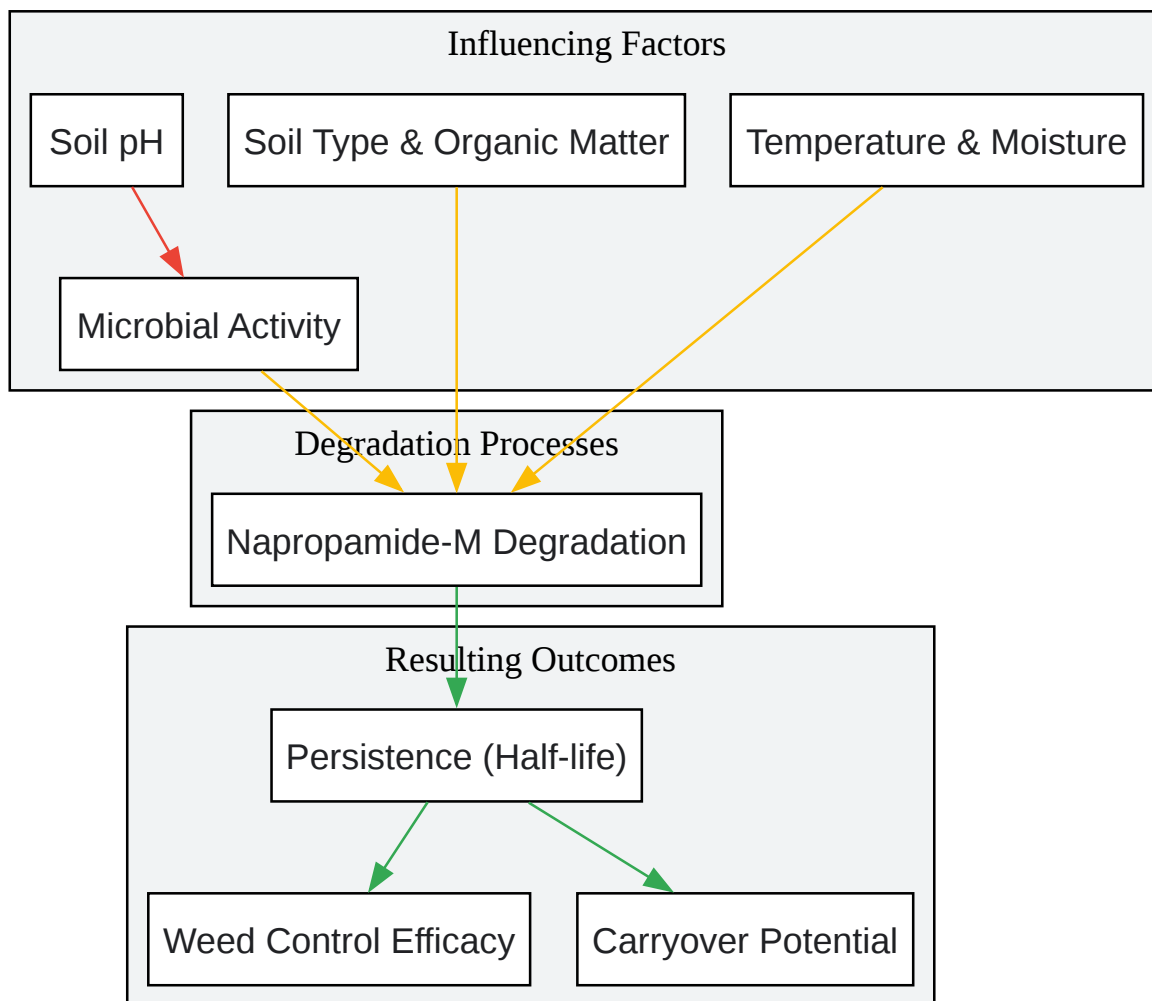 Influencing Factors
Soil pH
Soil Type & Organic Matter
Temperature & Moisture
Microbial Activity
Degradation Processes
Napropamide-M Degradation
Resulting Outcomes
Persistence (Half-life)
Weed Control Efficacy
Carryover Potential